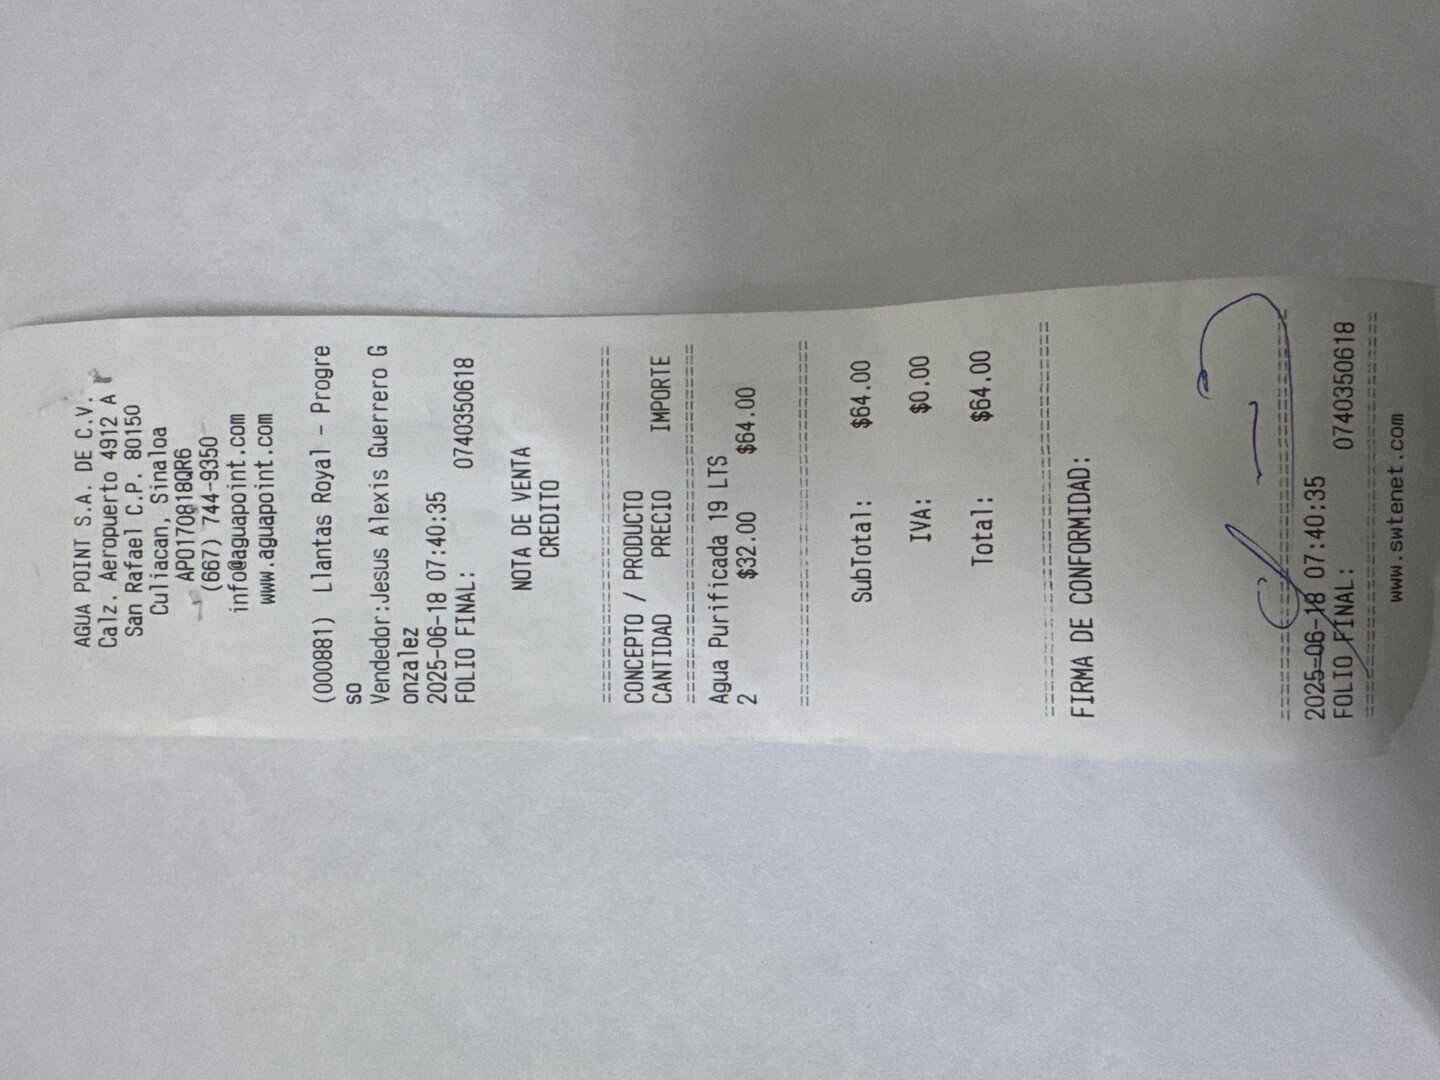 AGUA POINT S.A. DE C.V.
Calz. Aeropuerto 4912 A
San Rafael C.P. 80150
Culiacan, Sinaloa
APO170818QR6
(667) 744-9350
info@aguapoint.com
www.aguapoint.com
(000881) Llantas Royal - Progre
so
Vendedor:Jesus Alexis Guerrero G
onzalez
2025-06-18 07:40:35
FOLIO FINAL: 0740350618
NOTA DE VENTA
CREDITO
================================
CONCEPTO / PRODUCTO
CANTIDAD PRECIO IMPORTE
================================
Agua Purificada 19 LTS
2 $32.00 $64.00
================================
SubTotal: $64.00
IVA: $0.00
Total: $64.00
================================
FIRMA DE CONFORMIDAD:
================================
2025-06-18 07:40:35
FOLIO FINAL: 0740350618
================================
www.swtenet.com